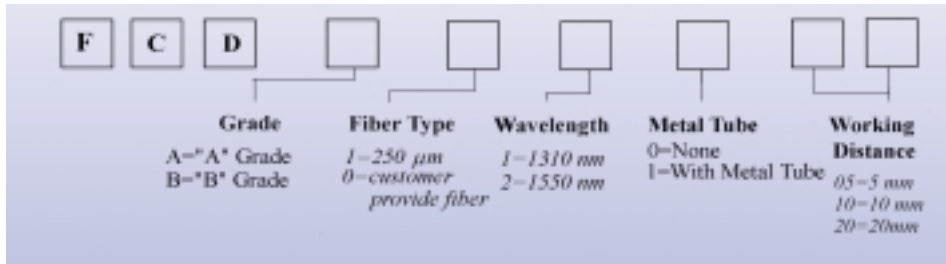 F C D
Grade
A="A" Grade
B="B" Grade
Fiber Type
1=250 μm
0=customer
provide fiber
Wavelength
1=1310 nm
2=1550 nm
Metal Tube
0=None
1=With Metal Tube
Working
Distance
05=5 mm
10=10 mm
20=20mm